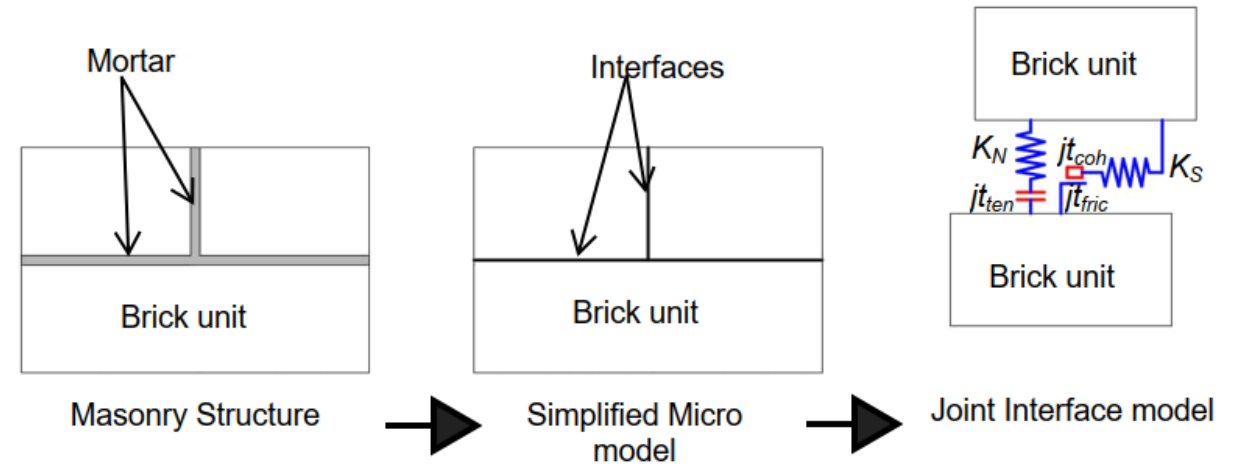 Mortar
Brick unit
Masonry Structure
Interfaces
Brick unit
Simplified Micro
model
Brick unit
K_N
jt_coh
K_S
jt_ten
jt_fric
Brick unit
Joint Interface model